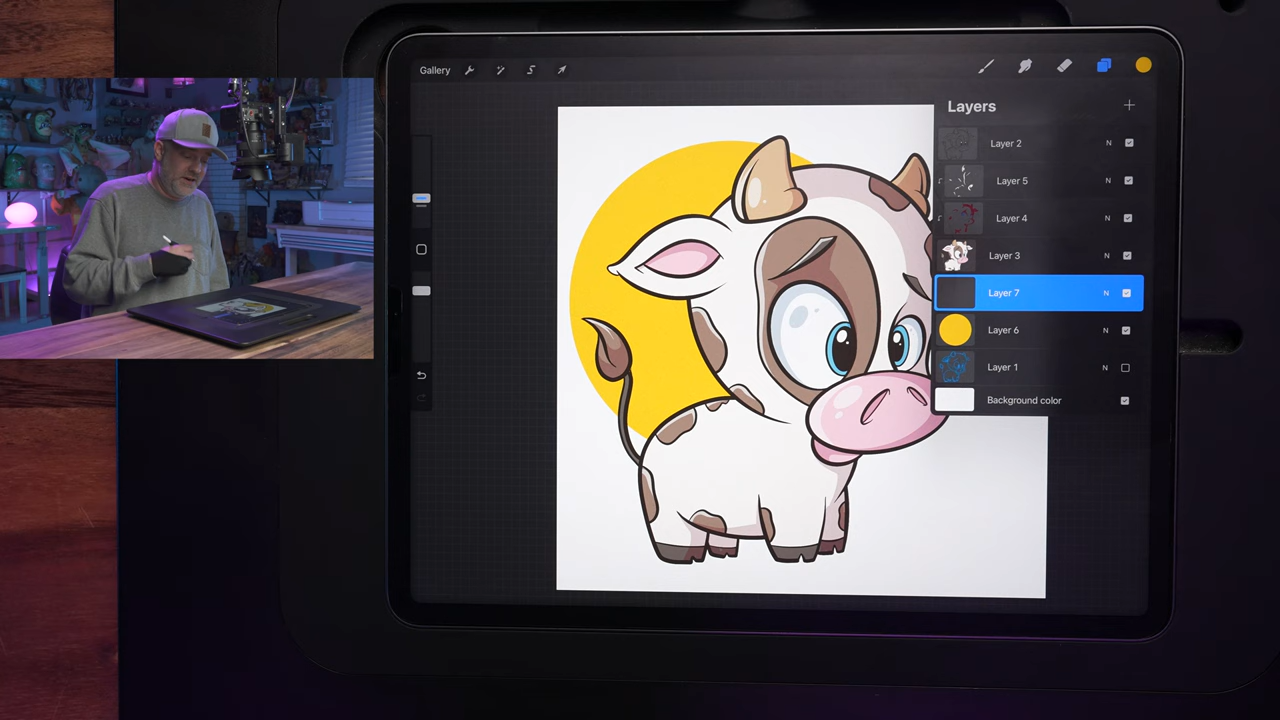 Gallery
Layers
Layer 2 N
Layer 5 N
Layer 4 N
Layer 3 N
Layer 7 N
Layer 6 N
Layer 1 N
Background color